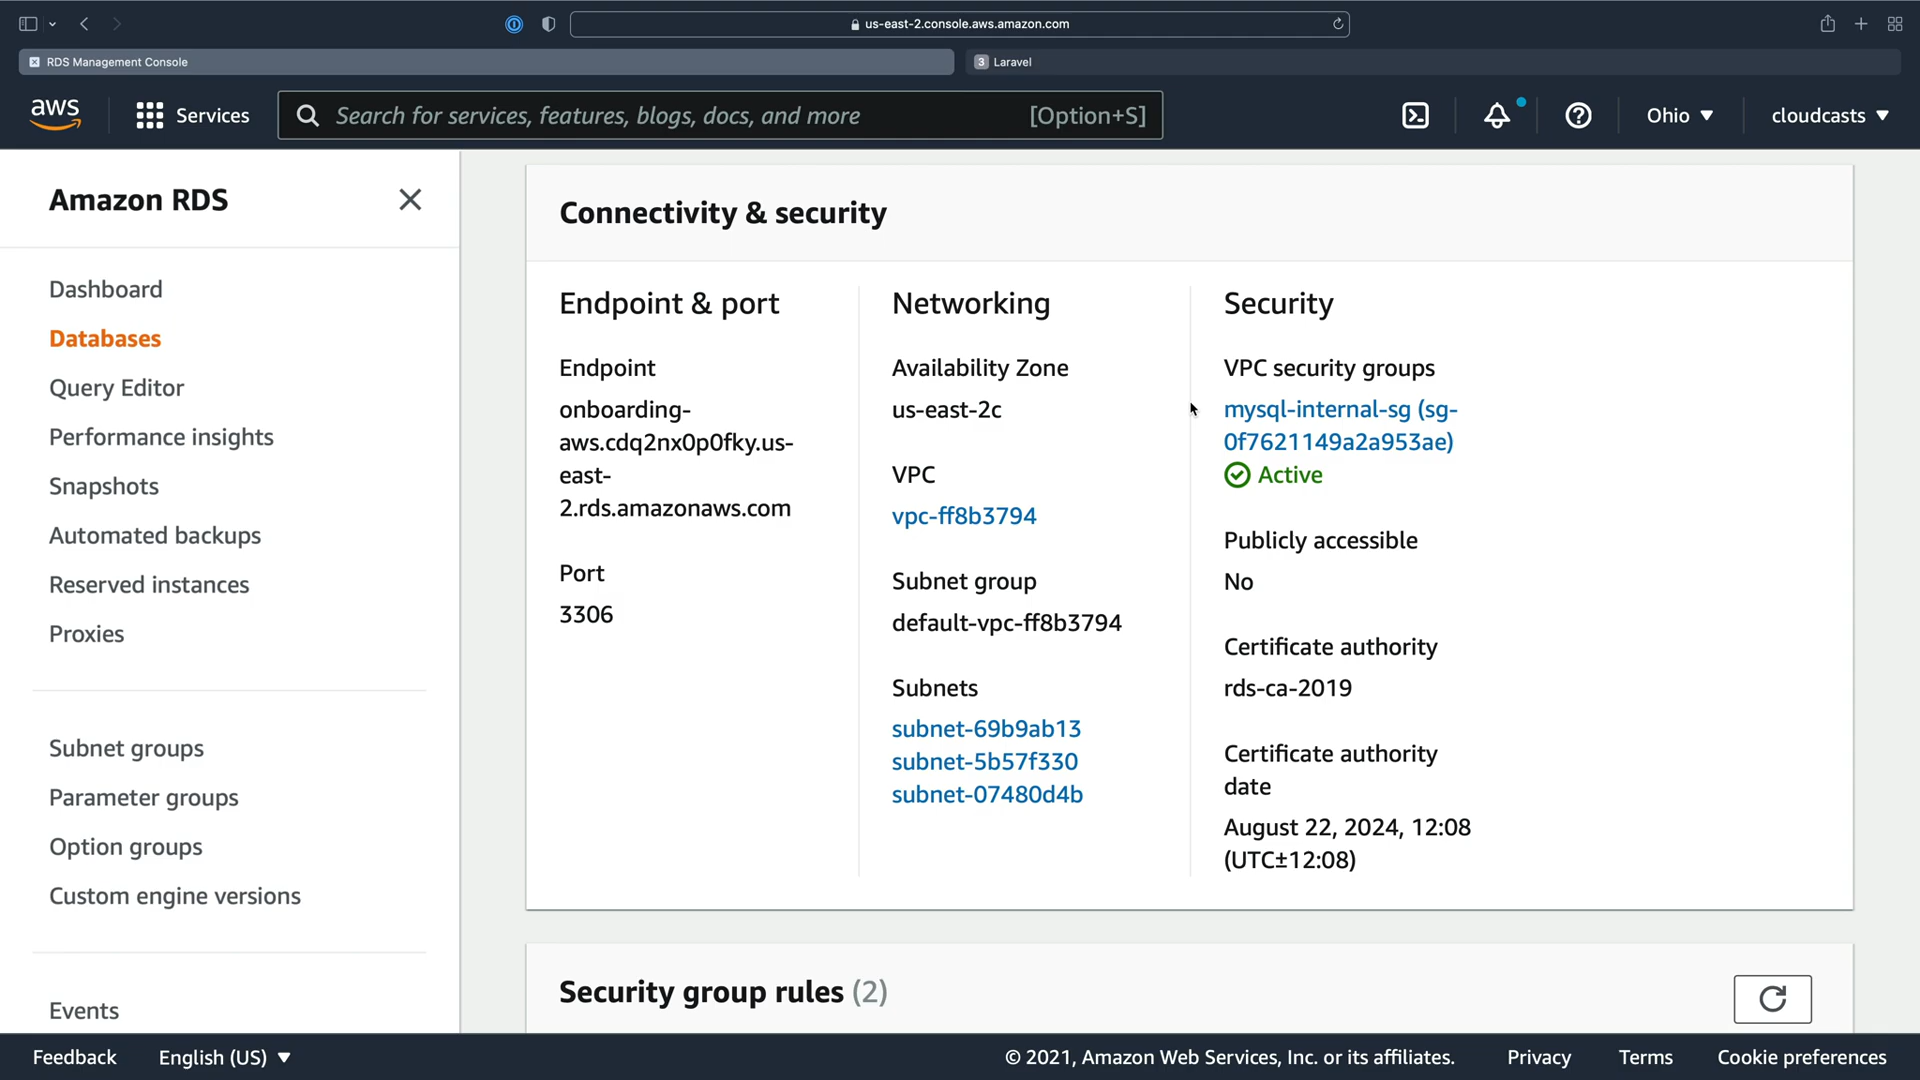 us-east-2.console.aws.amazon.com
RDS Management Console
3 Laravel
aws
Services
Search for services, features, blogs, docs, and more [Option+S]
Ohio
cloudcasts
Amazon RDS
Dashboard
Databases
Query Editor
Performance insights
Snapshots
Automated backups
Reserved instances
Proxies
Subnet groups
Parameter groups
Option groups
Custom engine versions
Events
Connectivity & security
Endpoint & port
Endpoint
onboarding-
aws.cdq2nx0p0fky.us-
east-
2.rds.amazonaws.com
Port
3306
Networking
Availability Zone
us-east-2c
VPC
vpc-ff8b3794
Subnet group
default-vpc-ff8b3794
Subnets
subnet-69b9ab13
subnet-5b57f330
subnet-07480d4b
Security
VPC security groups
mysql-internal-sg (sg-
0f7621149a2a953ae)
Active
Publicly accessible
No
Certificate authority
rds-ca-2019
Certificate authority
date
August 22, 2024, 12:08
(UTC±12:08)
Security group rules (2)
Feedback
English (US)
© 2021, Amazon Web Services, Inc. or its affiliates.
Privacy
Terms
Cookie preferences